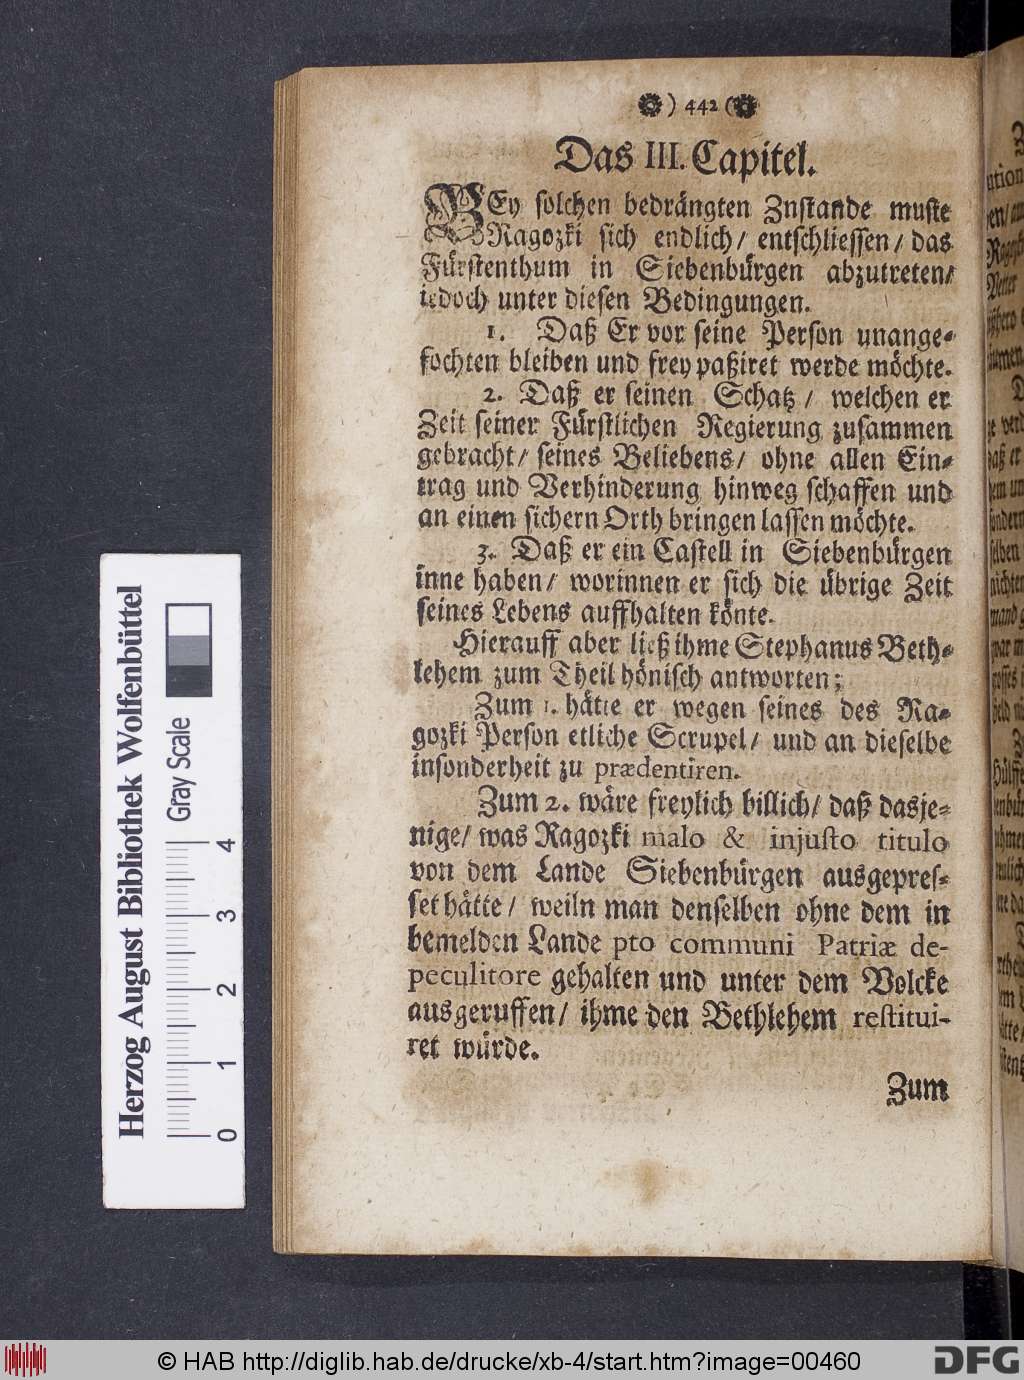 ) 442 (
Das III. Capitel.
BEy solchen bedrängten Znstande muste
Ragozki sich endlich/ entschliessen/ das
Fürstenthum in Siebenbürgen abzutreten/
iedoch unter diesen Bedingungen.
1. Daß Er vor seine Person unange-
fochten bleiben und frey paßiret werde möchte.
2. Daß er seinen Schatz / welchen er
Zeit seiner Fürstlichen Regierung zusammen
gebracht/ seines Beliebens/ ohne allen Ein-
trag und Verhinderung hinweg schaffen und
an einen sichern Orth bringen lassen möchte.
3. Daß er ein Castell in Siebenbürgen
inne haben/ worinnen er sich die übrige Zeit
seines Lebens auffhalten könte.
Hierauff aber ließ ihme Stephanus Beth-
lehem zum Theil hönisch antworten;
Zum 1. hätte er wegen seines des Ra-
gozki Person etliche Scrupel/ und an dieselbe
insonderheit zu prædentiren.
Zum 2. wäre freylich billich/ daß dasje-
nige/ was Ragozki malo & injusto titulo
von dem Lande Siebenbürgen ausgepres-
set hätte/ weiln man denselben ohne dem in
bemelden Lande pto communi Patriæ de-
peculitore gehalten und unter dem Volcke
ausgeruffen/ ihme den Bethlehem restitui-
ret würde.
Zum
Herzog August Bibliothek Wolfenbüttel
Gray Scale
0 1 2 3 4
© HAB http://diglib.hab.de/drucke/xb-4/start.htm?image=00460
DFG